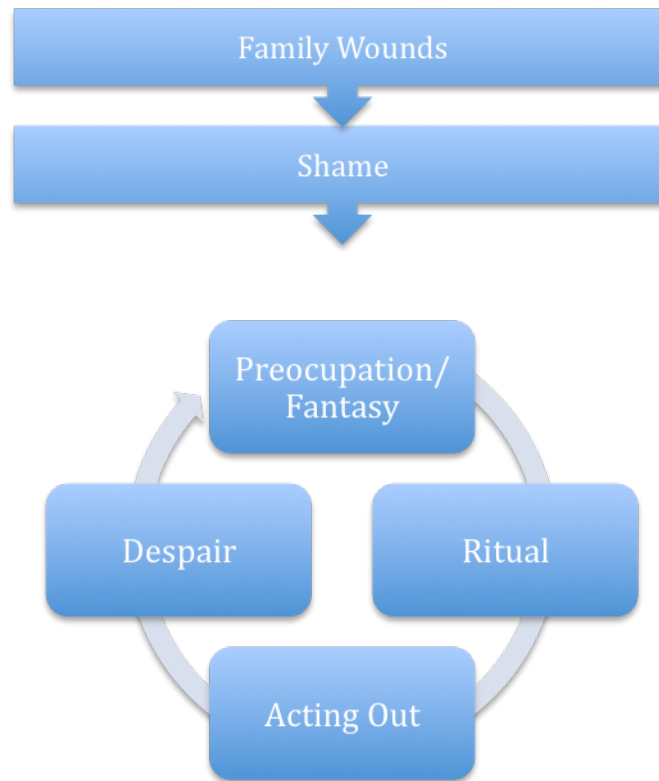 Family Wounds
Shame
Preocupation/
Fantasy
Despair
Ritual
Acting Out